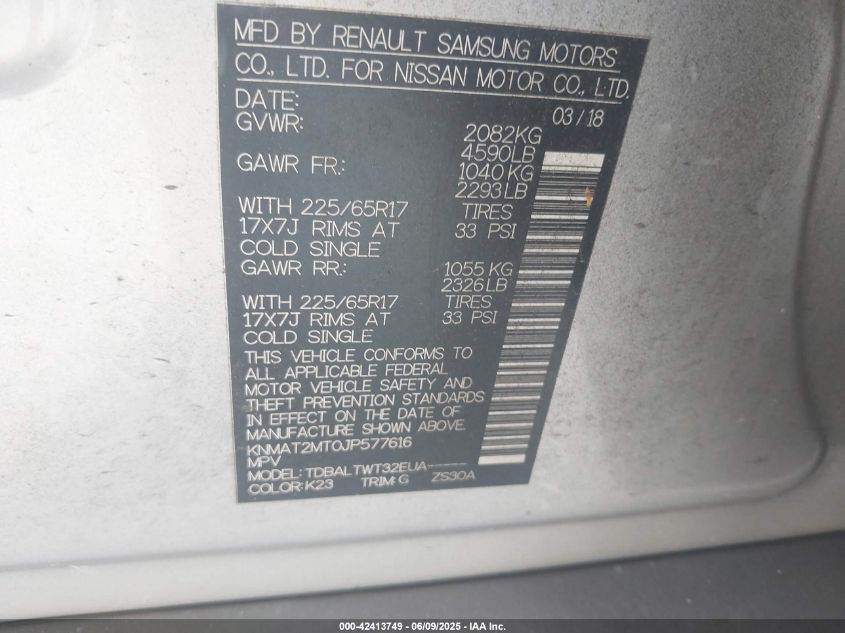 MFD BY RENAULT SAMSUNG MOTORS
CO., LTD. FOR NISSAN MOTOR CO., LTD.
DATE: 03/18
GVWR: 2082KG
4590LB
GAWR FR.: 1040KG
2293LB
WITH 225/65R17 TIRES
17X7J RIMS AT 33 PSI
COLD SINGLE
GAWR RR.: 1055KG
2326LB
WITH 225/65R17 TIRES
17X7J RIMS AT 33 PSI
COLD SINGLE
THIS VEHICLE CONFORMS TO
ALL APPLICABLE FEDERAL
MOTOR VEHICLE SAFETY AND
THEFT PREVENTION STANDARDS
IN EFFECT ON THE DATE OF
MANUFACTURE SHOWN ABOVE.
KNMAT2MT0JP577616
MPV
MODEL: TDBALTWT32EUA-----
COLOR:K23 TRIM:G ZS30A
000-42413749 - 06/09/2025 - IAA Inc.